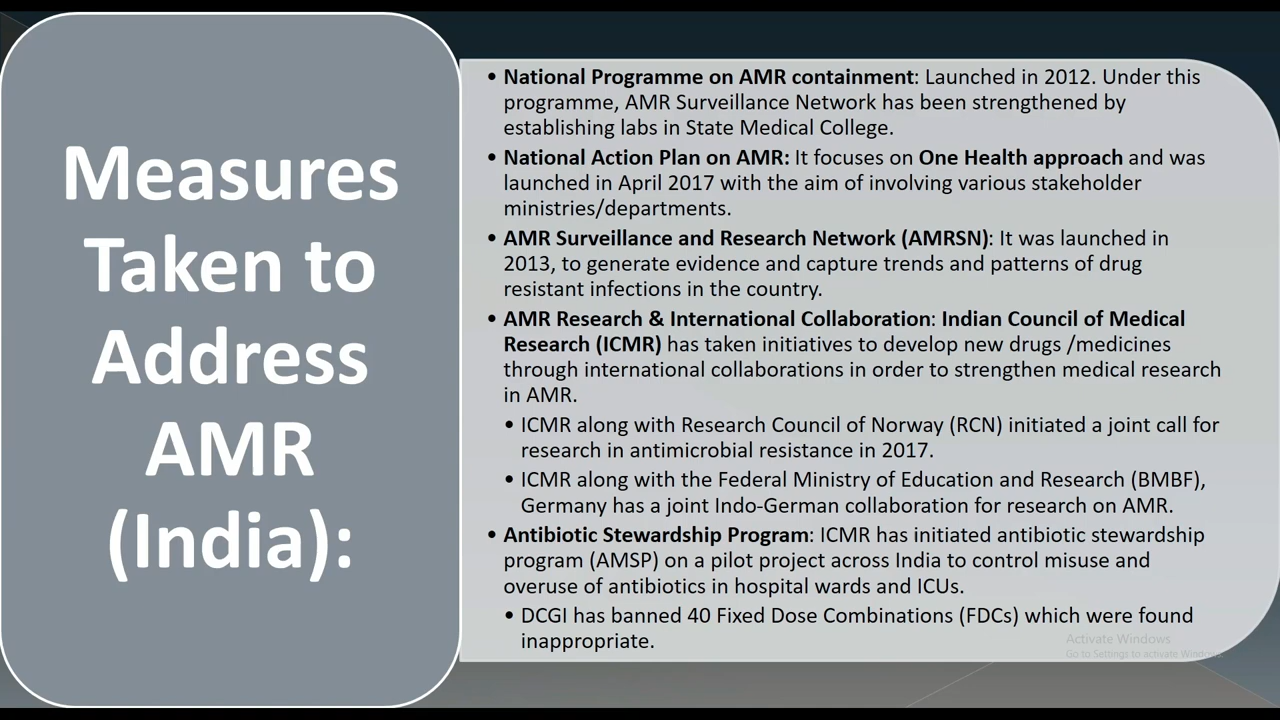 Measures
Taken to
Address
AMR
(India):
• National Programme on AMR containment: Launched in 2012. Under this
programme, AMR Surveillance Network has been strengthened by
establishing labs in State Medical College.
• National Action Plan on AMR: It focuses on One Health approach and was
launched in April 2017 with the aim of involving various stakeholder
ministries/departments.
• AMR Surveillance and Research Network (AMRSN): It was launched in
2013, to generate evidence and capture trends and patterns of drug
resistant infections in the country.
• AMR Research & International Collaboration: Indian Council of Medical
Research (ICMR) has taken initiatives to develop new drugs /medicines
through international collaborations in order to strengthen medical research
in AMR.
• ICMR along with Research Council of Norway (RCN) initiated a joint call for
research in antimicrobial resistance in 2017.
• ICMR along with the Federal Ministry of Education and Research (BMBF),
Germany has a joint Indo-German collaboration for research on AMR.
• Antibiotic Stewardship Program: ICMR has initiated antibiotic stewardship
program (AMSP) on a pilot project across India to control misuse and
overuse of antibiotics in hospital wards and ICUs.
• DCGI has banned 40 Fixed Dose Combinations (FDCs) which were found
inappropriate.
Activate Windows
Go to Settings to activate Windows.